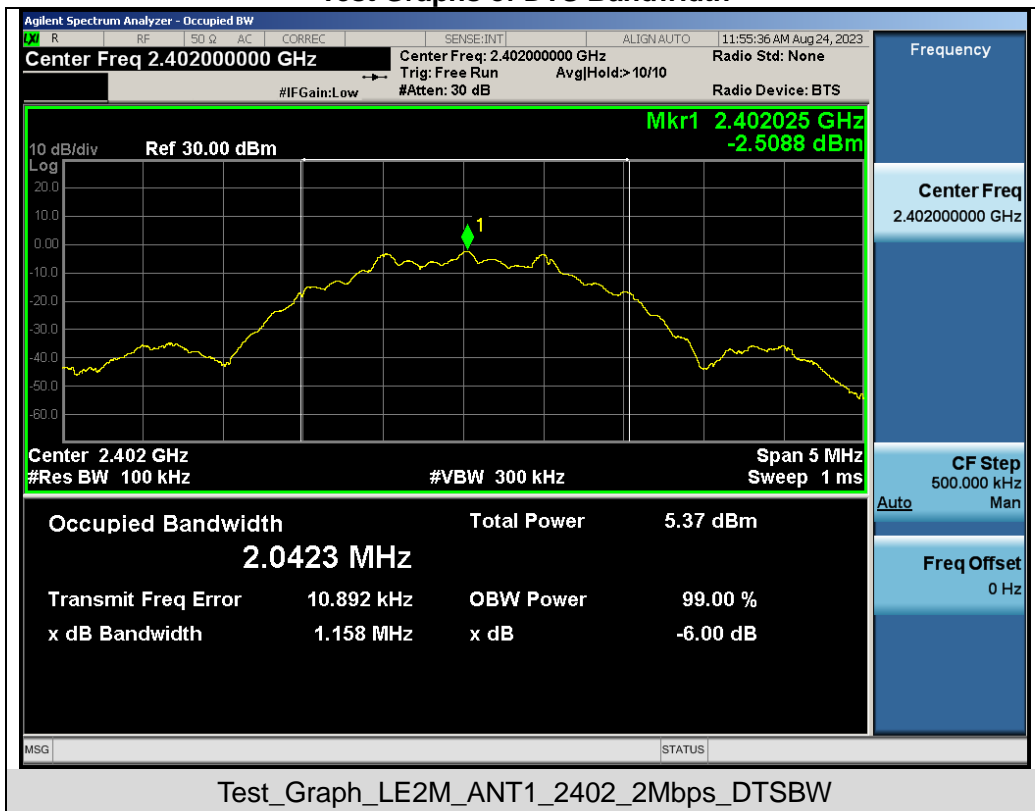 Test Graphs of DTS Bandwidth
Agilent Spectrum Analyzer - Occupied BW
LXI R RF 50 Ω AC CORREC SENSE:INT ALIGN AUTO 11:55:36 AM Aug 24, 2023
Center Freq 2.402000000 GHz
Center Freq: 2.402000000 GHz
Radio Std: None
Trig: Free Run Avg|Hold:> 10/10
#IFGain:Low #Atten: 30 dB Radio Device: BTS
Mkr1 2.402025 GHz
-2.5088 dBm
10 dB/div Ref 30.00 dBm
Log
20.0
10.0
0.00
-10.0
-20.0
-30.0
-40.0
-50.0
-60.0
1
Center 2.402 GHz Span 5 MHz
#Res BW 100 kHz #VBW 300 kHz Sweep 1 ms
Occupied Bandwidth Total Power 5.37 dBm
2.0423 MHz
Transmit Freq Error 10.892 kHz OBW Power 99.00 %
x dB Bandwidth 1.158 MHz x dB -6.00 dB
MSG STATUS
Frequency
Center Freq
2.402000000 GHz
CF Step
500.000 kHz
Auto Man
Freq Offset
0 Hz
Test_Graph_LE2M_ANT1_2402_2Mbps_DTSBW